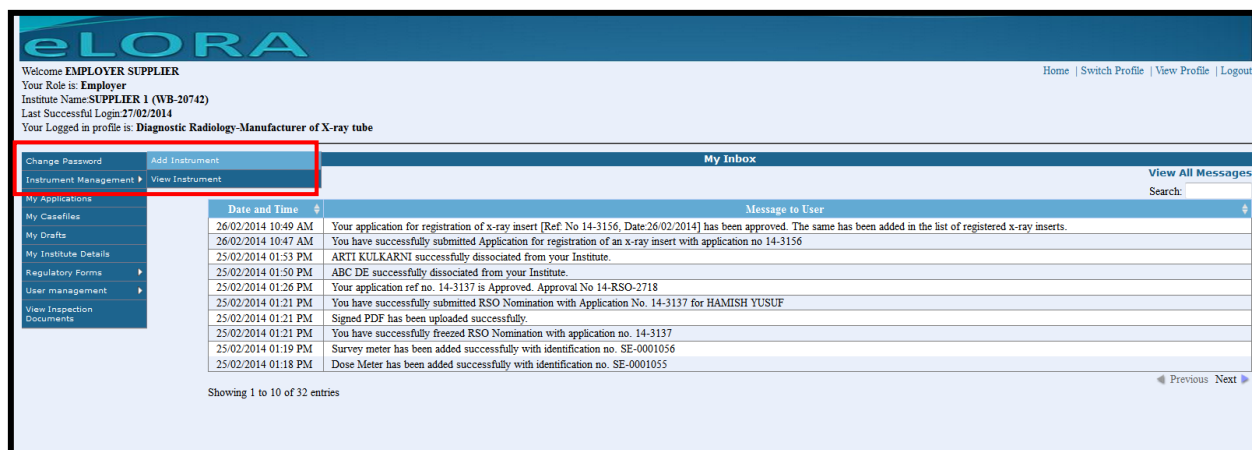 eLORA
Welcome EMPLOYER SUPPLIER
Home | Switch Profile | View Profile | Logout
Your Role is: Employer
Institute Name:SUPPLIER 1 (WB-20742)
Last Successful Login:27/02/2014
Your Logged in profile is: Diagnostic Radiology-Manufacturer of X-ray tube
Change Password
Add Instrument
My Inbox
Instrument Management
View Instrument
View All Messages
Search:
My Applications
My Casefiles
My Drafts
My Institute Details
Regulatory Forms
User management
View Inspection
Documents
Date and Time Message to User
26/02/2014 10:49 AM Your application for registration of x-ray insert [Ref: No 14-3156, Date:26/02/2014] has been approved. The same has been added in the list of registered x-ray inserts.
26/02/2014 10:47 AM You have successfully submitted Application for registration of an x-ray insert with application no 14-3156
25/02/2014 01:53 PM ARTI KULKARNI successfully dissociated from your Institute.
25/02/2014 01:50 PM ABC DE successfully dissociated from your Institute.
25/02/2014 01:26 PM Your application ref no. 14-3137 is Approved. Approval No 14-RSO-2718
25/02/2014 01:21 PM You have successfully submitted RSO Nomination with Application No. 14-3137 for HAMISH YUSUF
25/02/2014 01:21 PM Signed PDF has been uploaded successfully.
25/02/2014 01:21 PM You have successfully freezed RSO Nomination with application no. 14-3137
25/02/2014 01:19 PM Survey meter has been added successfully with identification no. SE-0001056
25/02/2014 01:18 PM Dose Meter has been added successfully with identification no. SE-0001055
Previous Next
Showing 1 to 10 of 32 entries